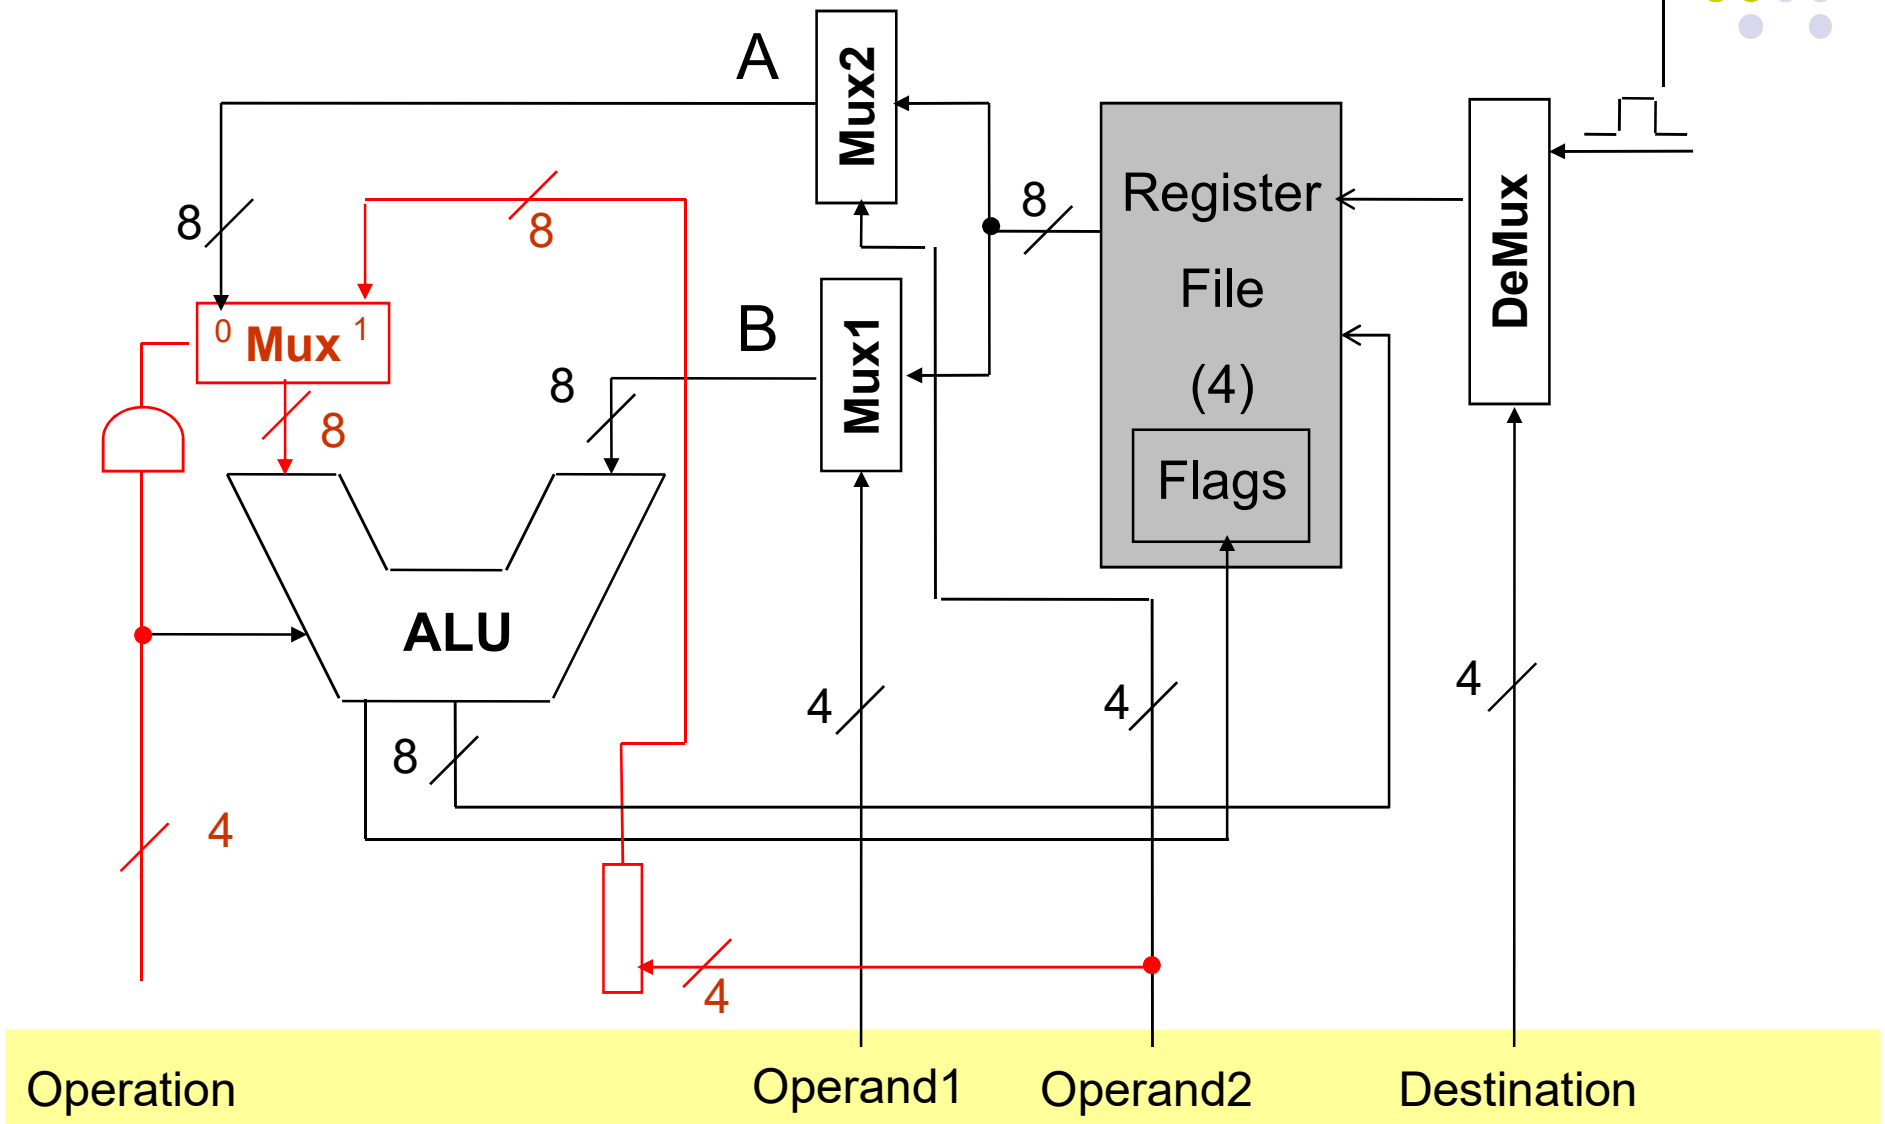 A
Mux2
8
8
8
Register
File
(4)
Flags
DeMux
0 Mux 1
8
B
8
Mux1
ALU
8
4
4
4
4
4
Operation
Operand1
Operand2
Destination